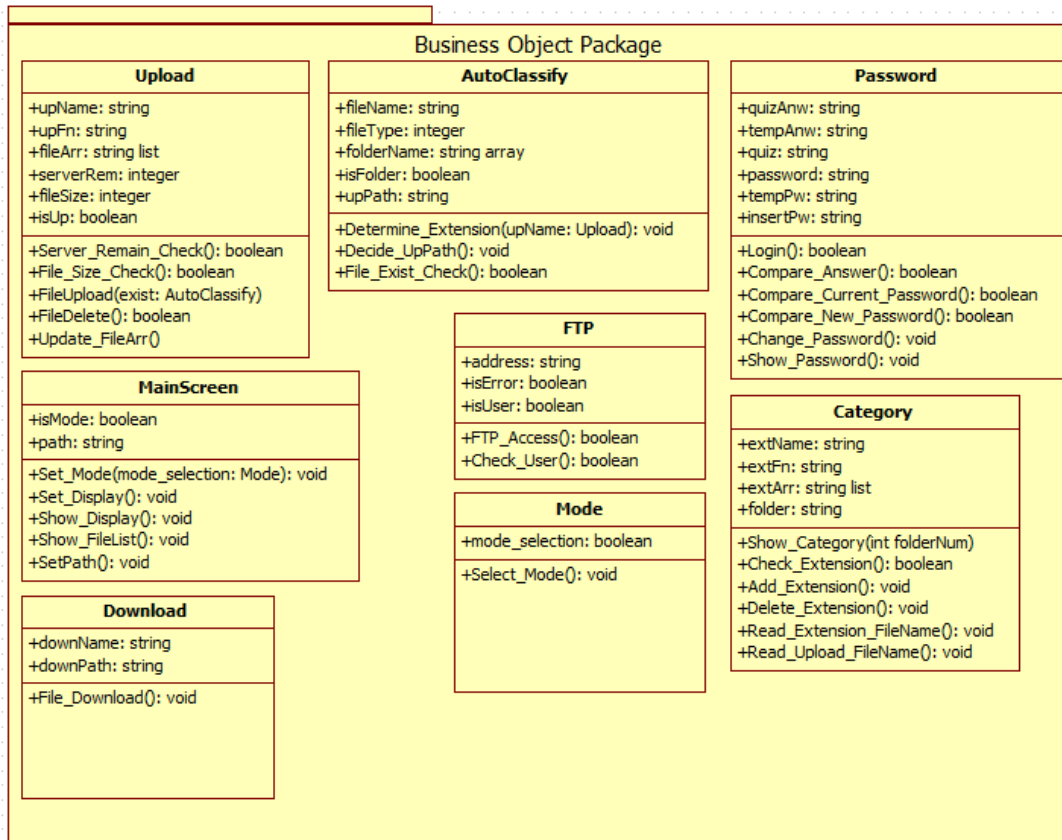 Business Object Package
Upload
+upName: string
+upFn: string
+fileArr: string list
+serverRem: integer
+fileSize: integer
+isUp: boolean
+Server_Remain_Check(): boolean
+File_Size_Check(): boolean
+FileUpload(exist: AutoClassify)
+FileDelete(): boolean
+Update_FileArr()
AutoClassify
+fileName: string
+fileType: integer
+folderName: string array
+isFolder: boolean
+upPath: string
+Determine_Extension(upName: Upload): void
+Decide_UpPath(): void
+File_Exist_Check(): boolean
Password
+quizAnw: string
+tempAnw: string
+quiz: string
+password: string
+tempPw: string
+insertPw: string
+Login(): boolean
+Compare_Answer(): boolean
+Compare_Current_Password(): boolean
+Compare_New_Password(): boolean
+Change_Password(): void
+Show_Password(): void
MainScreen
+isMode: boolean
+path: string
+Set_Mode(mode_selection: Mode): void
+Set_Display(): void
+Show_Display(): void
+Show_FileList(): void
+SetPath(): void
FTP
+address: string
+isError: boolean
+isUser: boolean
+FTP_Access(): boolean
+Check_User(): boolean
Category
+extName: string
+extFn: string
+extArr: string list
+folder: string
+Show_Category(int folderNum)
+Check_Extension(): boolean
+Add_Extension(): void
+Delete_Extension(): void
+Read_Extension_FileName(): void
+Read_Upload_FileName(): void
Mode
+mode_selection: boolean
+Select_Mode(): void
Download
+downName: string
+downPath: string
+File_Download(): void